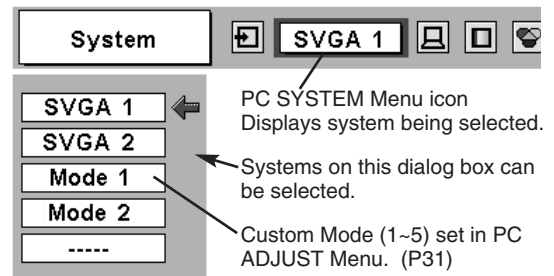 System
SVGA 1
SVGA 1
SVGA 2
Mode 1
Mode 2
-----
PC SYSTEM Menu icon
Displays system being selected.
Systems on this dialog box can
be selected.
Custom Mode (1~5) set in PC
ADJUST Menu. (P31)